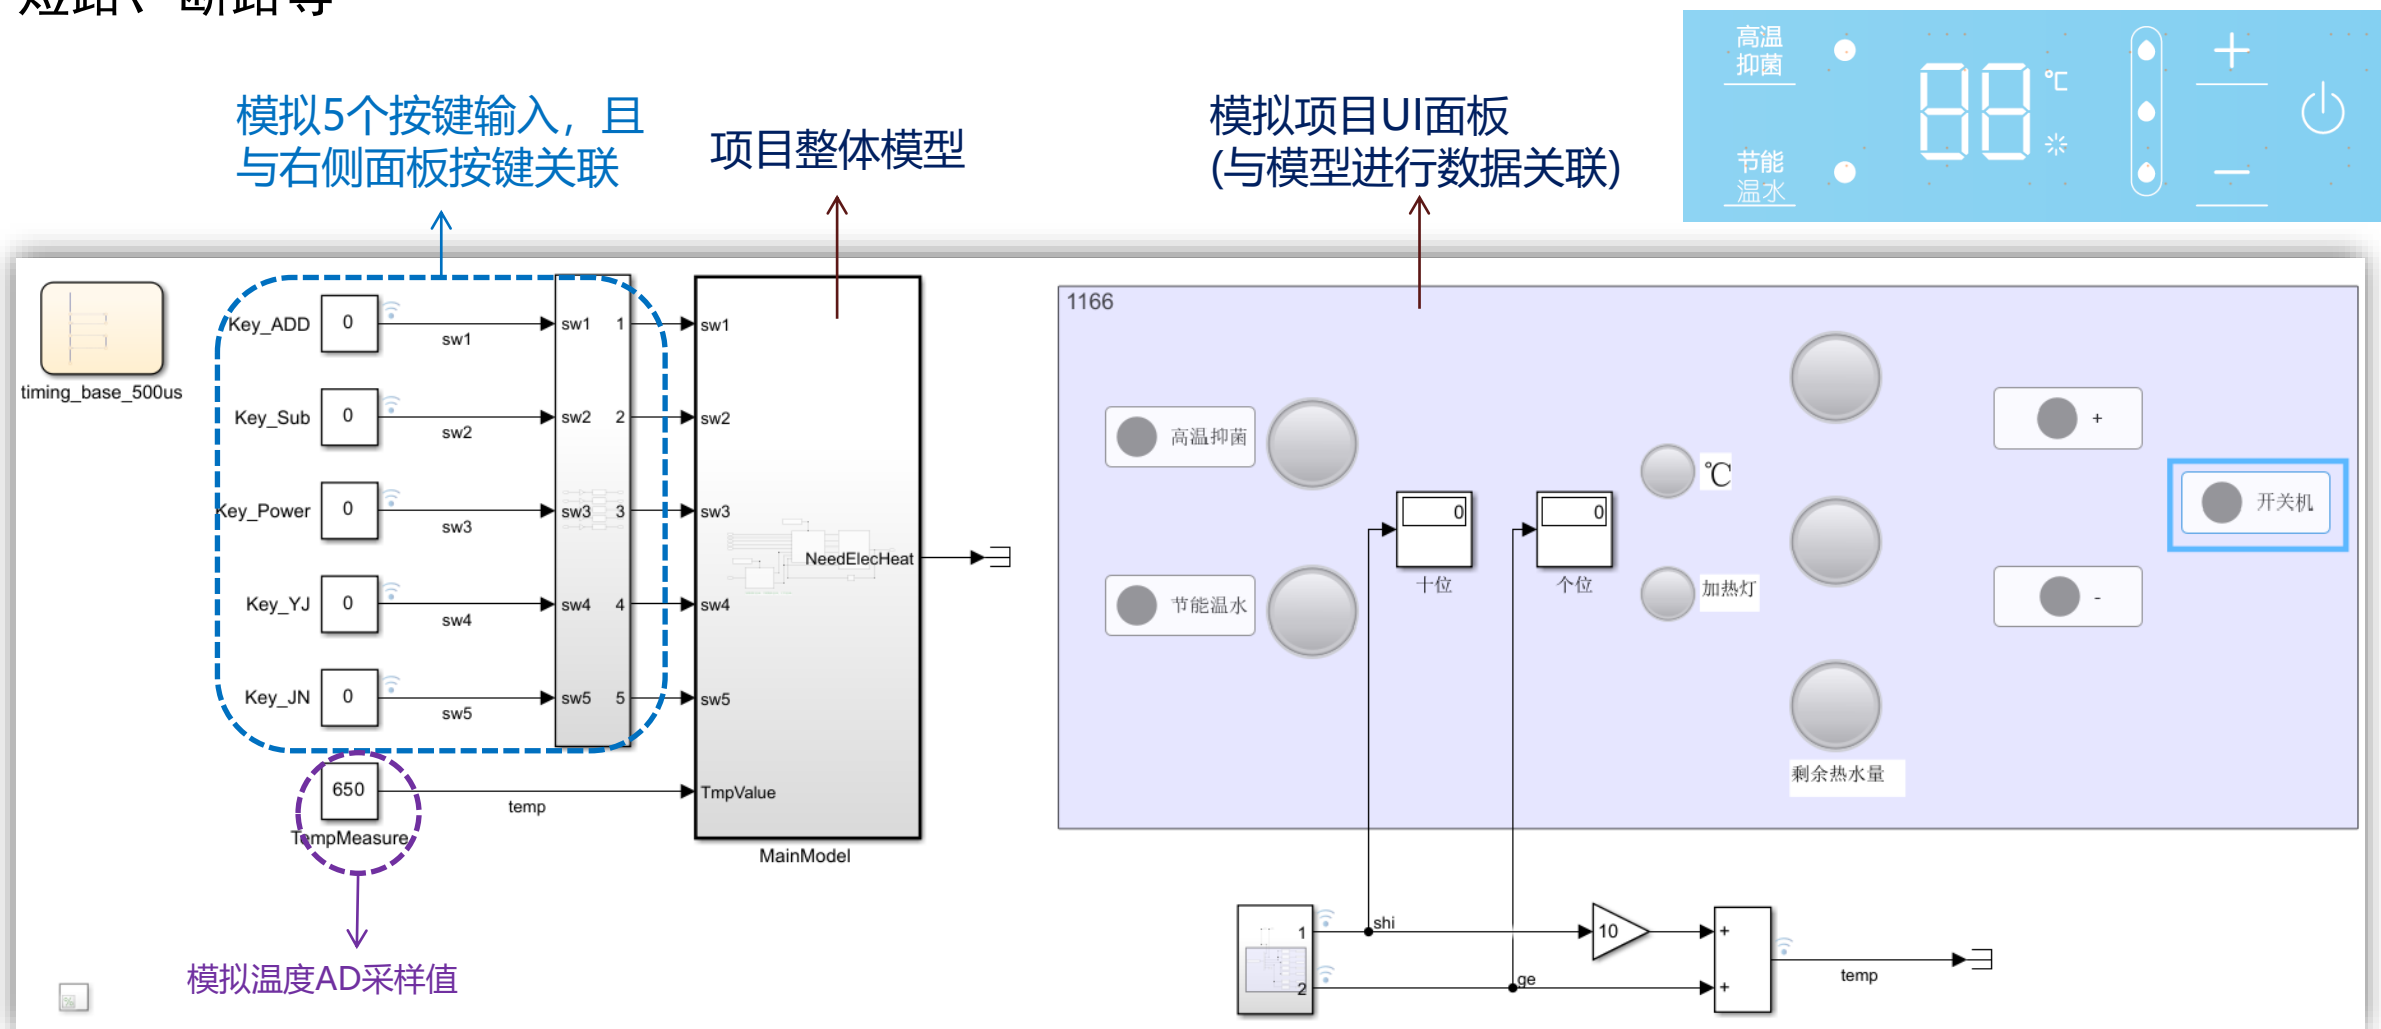 短路、断路等
高温
抑菌
88
℃
节能
温水
模拟5个按键输入，且
与右侧面板按键关联
项目整体模型
模拟项目UI面板
(与模型进行数据关联)
timing_base_500us
Key_ADD
0
sw1
sw1
1
sw1
Key_Sub
0
sw2
sw2
2
sw2
Key_Power
0
sw3
sw3
3
sw3
Key_YJ
0
sw4
sw4
4
sw4
Key_JN
0
sw5
sw5
5
sw5
NeedElecHeat
650
temp
TmpValue
TempMeasure
MainModel
模拟温度AD采样值
1166
高温抑菌
节能温水
0
十位
0
个位
℃
加热灯
剩余热水量
+
-
开关机
1
shi
10
+
2
ge
+
temp